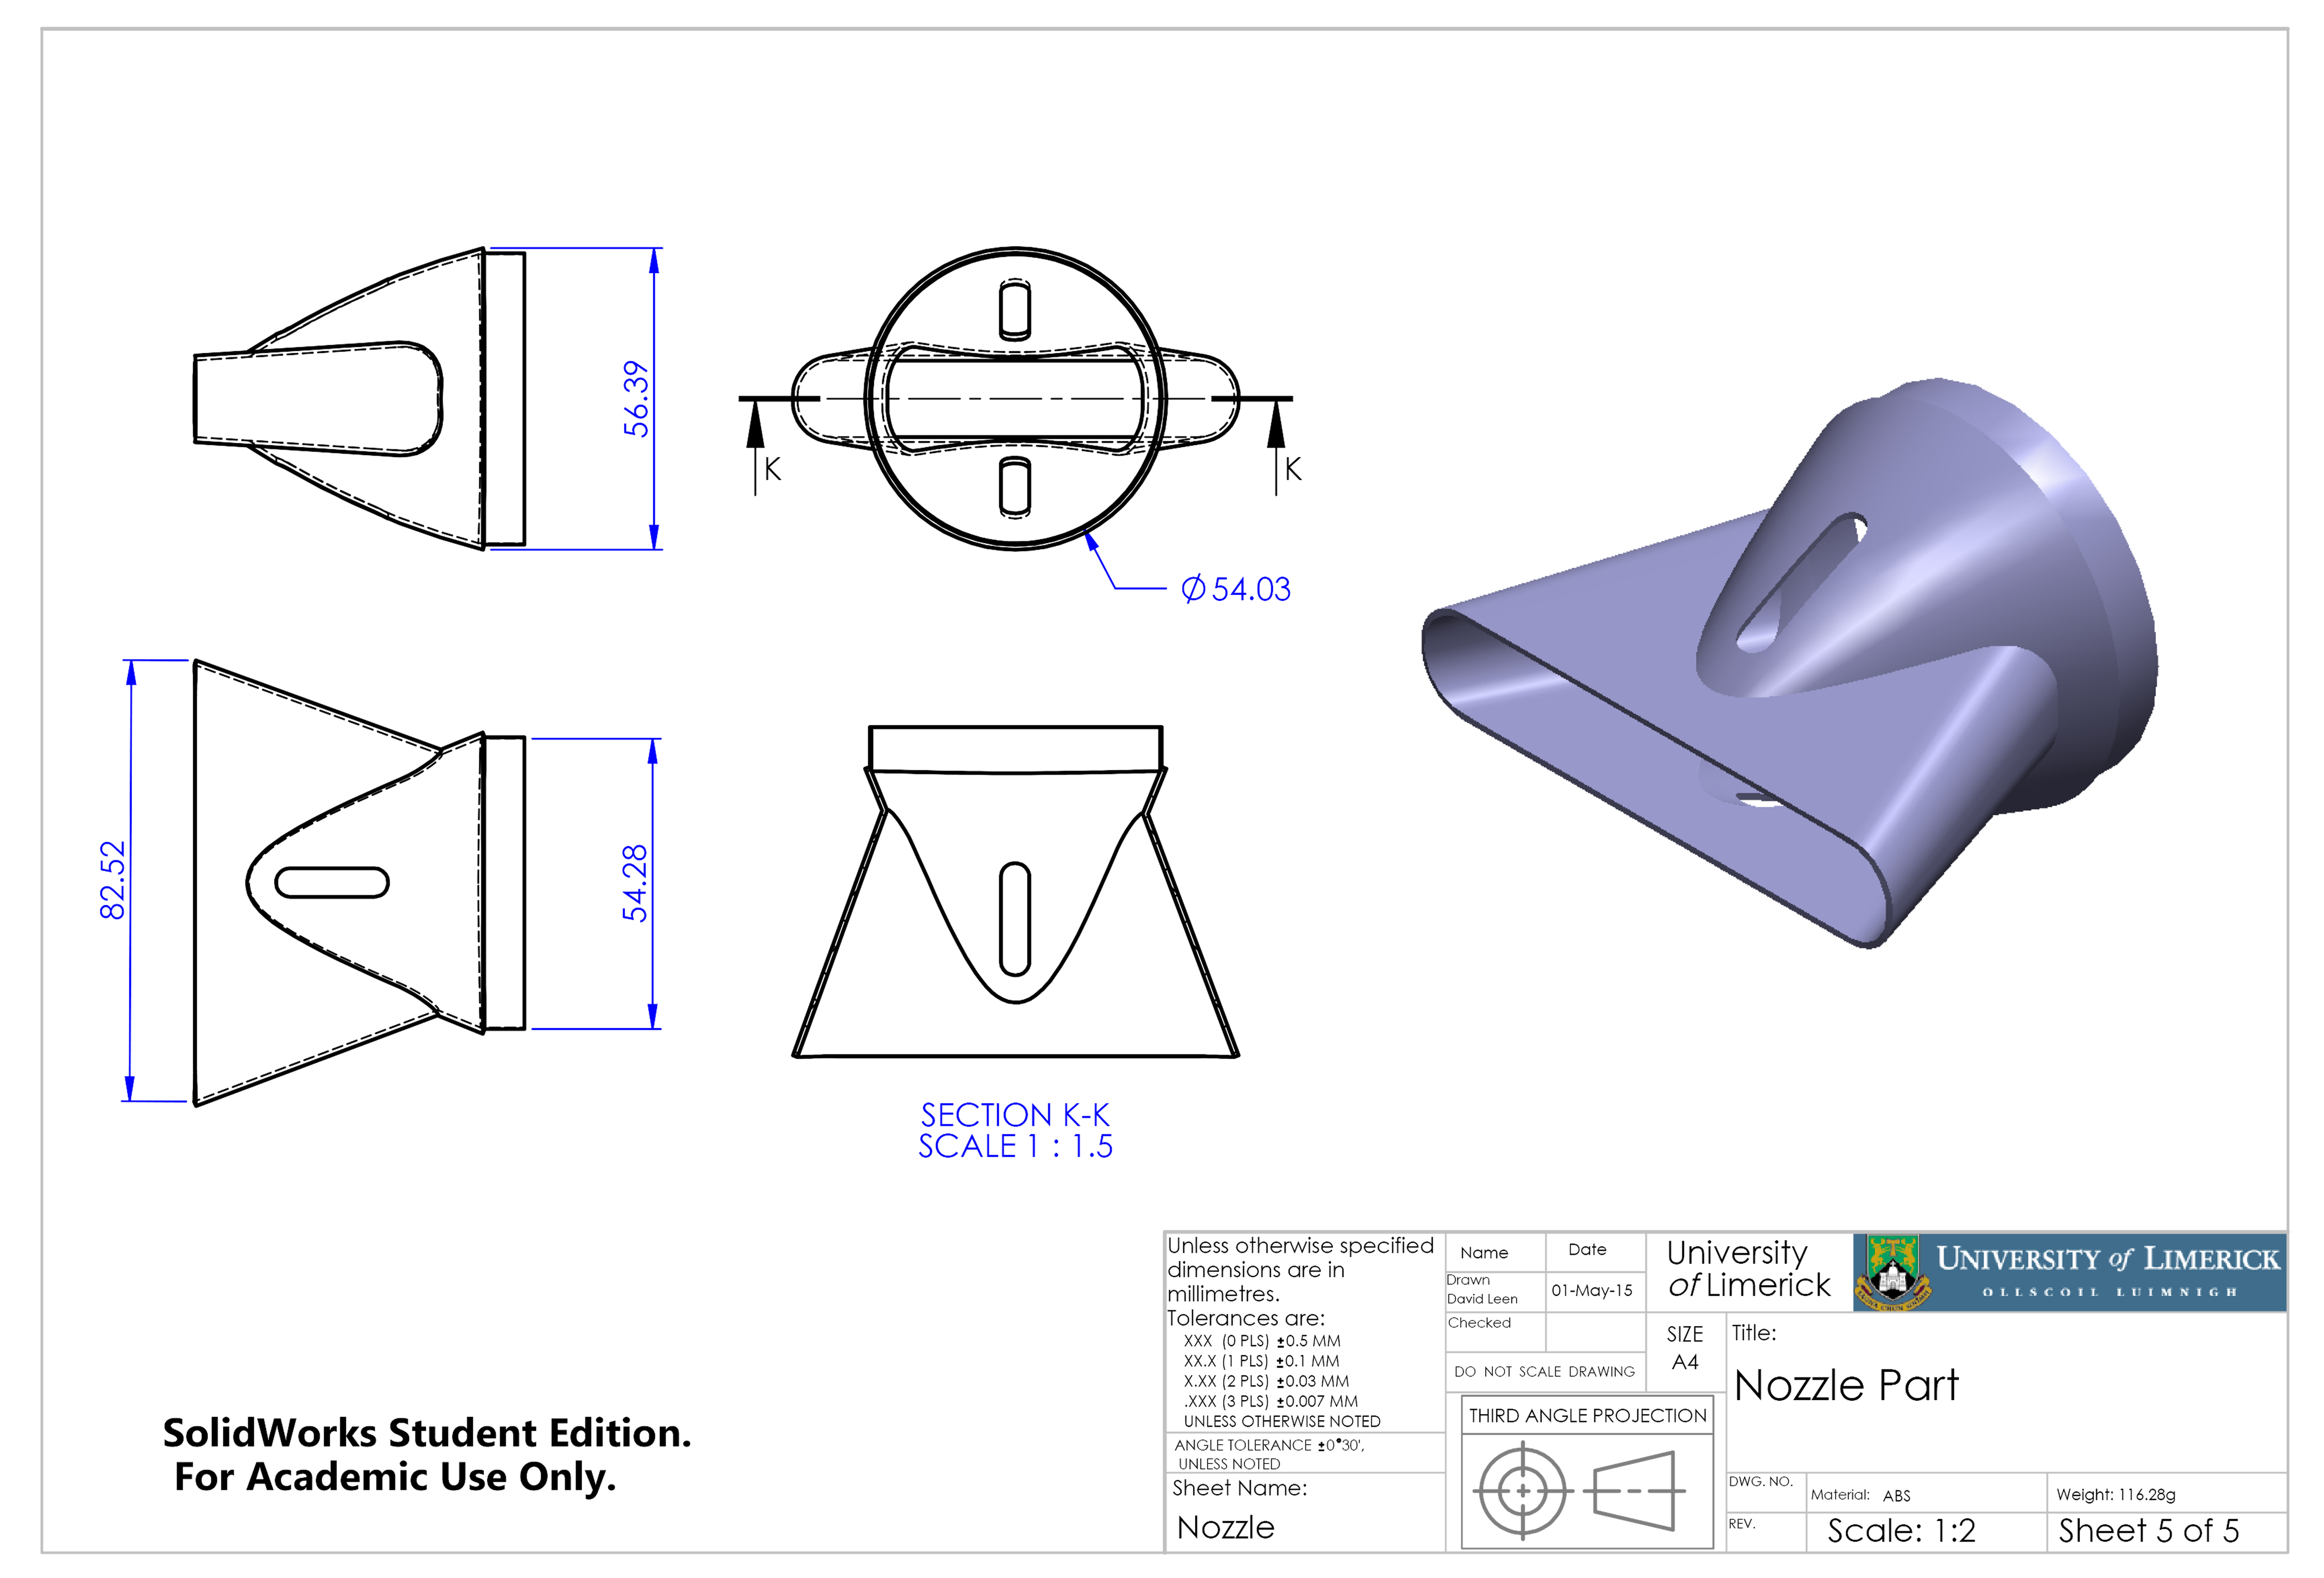 56.39
K
K
Ø54.03
82.52
54.28
SECTION K-K
SCALE 1 : 1.5
SolidWorks Student Edition.
For Academic Use Only.
Unless otherwise specified
dimensions are in
millimetres.
Tolerances are:
XXX (0 PLS) ±0.5 MM
XX.X (1 PLS) ±0.1 MM
X.XX (2 PLS) ±0.03 MM
.XXX (3 PLS) ±0.007 MM
UNLESS OTHERWISE NOTED
ANGLE TOLERANCE ±0°30',
UNLESS NOTED
Sheet Name:
Nozzle
Name
Date
Drawn
David Leen
01-May-15
Checked
DO NOT SCALE DRAWING
THIRD ANGLE PROJECTION
University
of Limerick
UNIVERSITY of LIMERICK
OLLSCOIL LUIMNIGH
SIZE
A4
Title:
Nozzle Part
DWG. NO.
Material: ABS
Weight: 116.28g
REV.
Scale: 1:2
Sheet 5 of 5